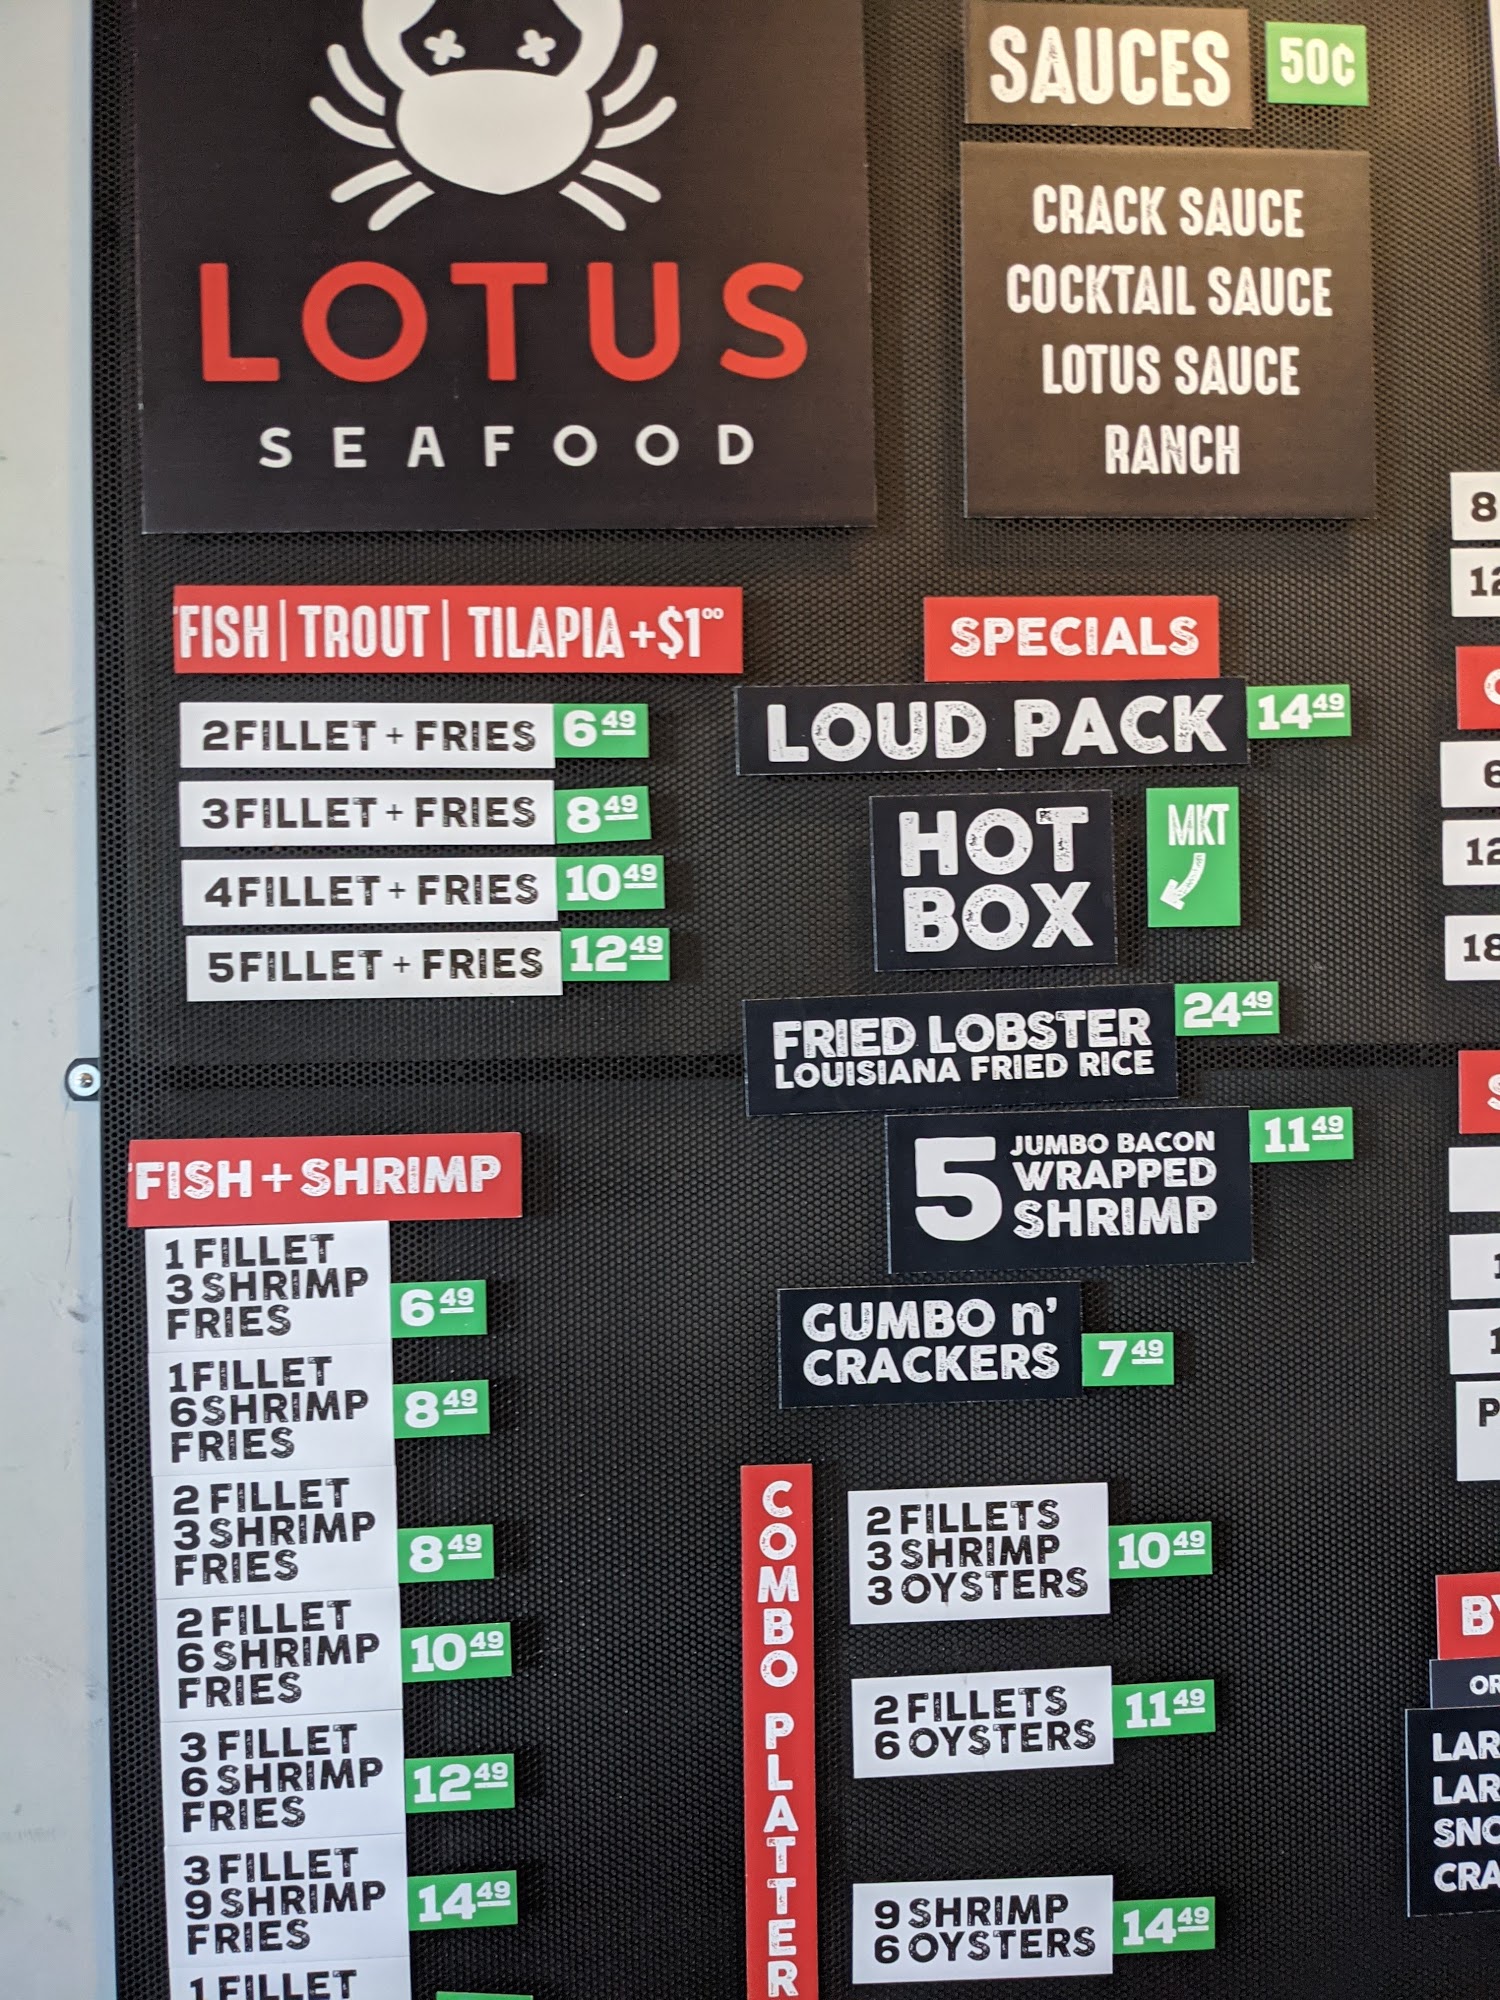 LOTUS
SEAFOOD
SAUCES 50¢
CRACK SAUCE
COCKTAIL SAUCE
LOTUS SAUCE
RANCH
FISH | TROUT | TILAPIA + $1⁰⁰
2 FILLET + FRIES 6⁴⁹
3 FILLET + FRIES 8⁴⁹
4 FILLET + FRIES 10⁴⁹
5 FILLET + FRIES 12⁴⁹
FISH + SHRIMP
1 FILLET
3 SHRIMP
FRIES 6⁴⁹
1 FILLET
6 SHRIMP
FRIES 8⁴⁹
2 FILLET
3 SHRIMP
FRIES 8⁴⁹
2 FILLET
6 SHRIMP
FRIES 10⁴⁹
3 FILLET
6 SHRIMP
FRIES 12⁴⁹
3 FILLET
9 SHRIMP
FRIES 14⁴⁹
1 FILLET
SPECIALS
LOUD PACK 14⁴⁹
HOT
BOX
MKT
FRIED LOBSTER 24⁴⁹
LOUISIANA FRIED RICE
5 JUMBO BACON
WRAPPED
SHRIMP
11⁴⁹
GUMBO n'
CRACKERS 7⁴⁹
COMBO PLATTER
2 FILLETS
3 SHRIMP
3 OYSTERS
10⁴⁹
2 FILLETS
6 OYSTERS
11⁴⁹
9 SHRIMP
6 OYSTERS
14⁴⁹
8
12
6
12
18